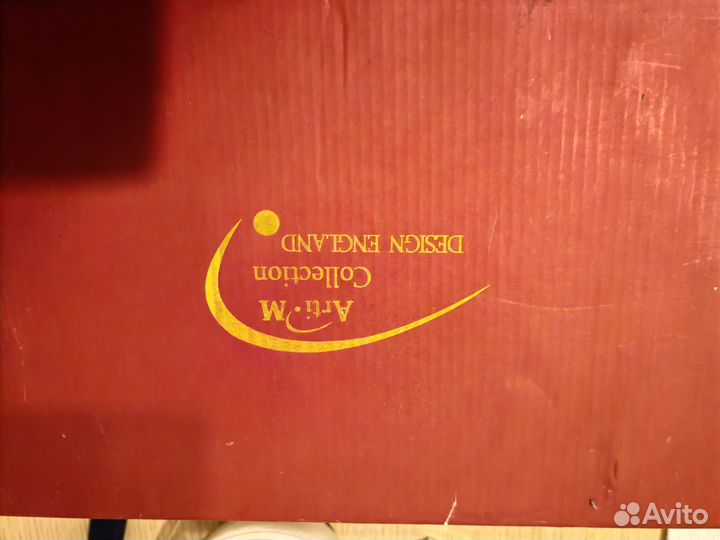 Arti·M
Collection
DESIGN ENGLAND
Avito